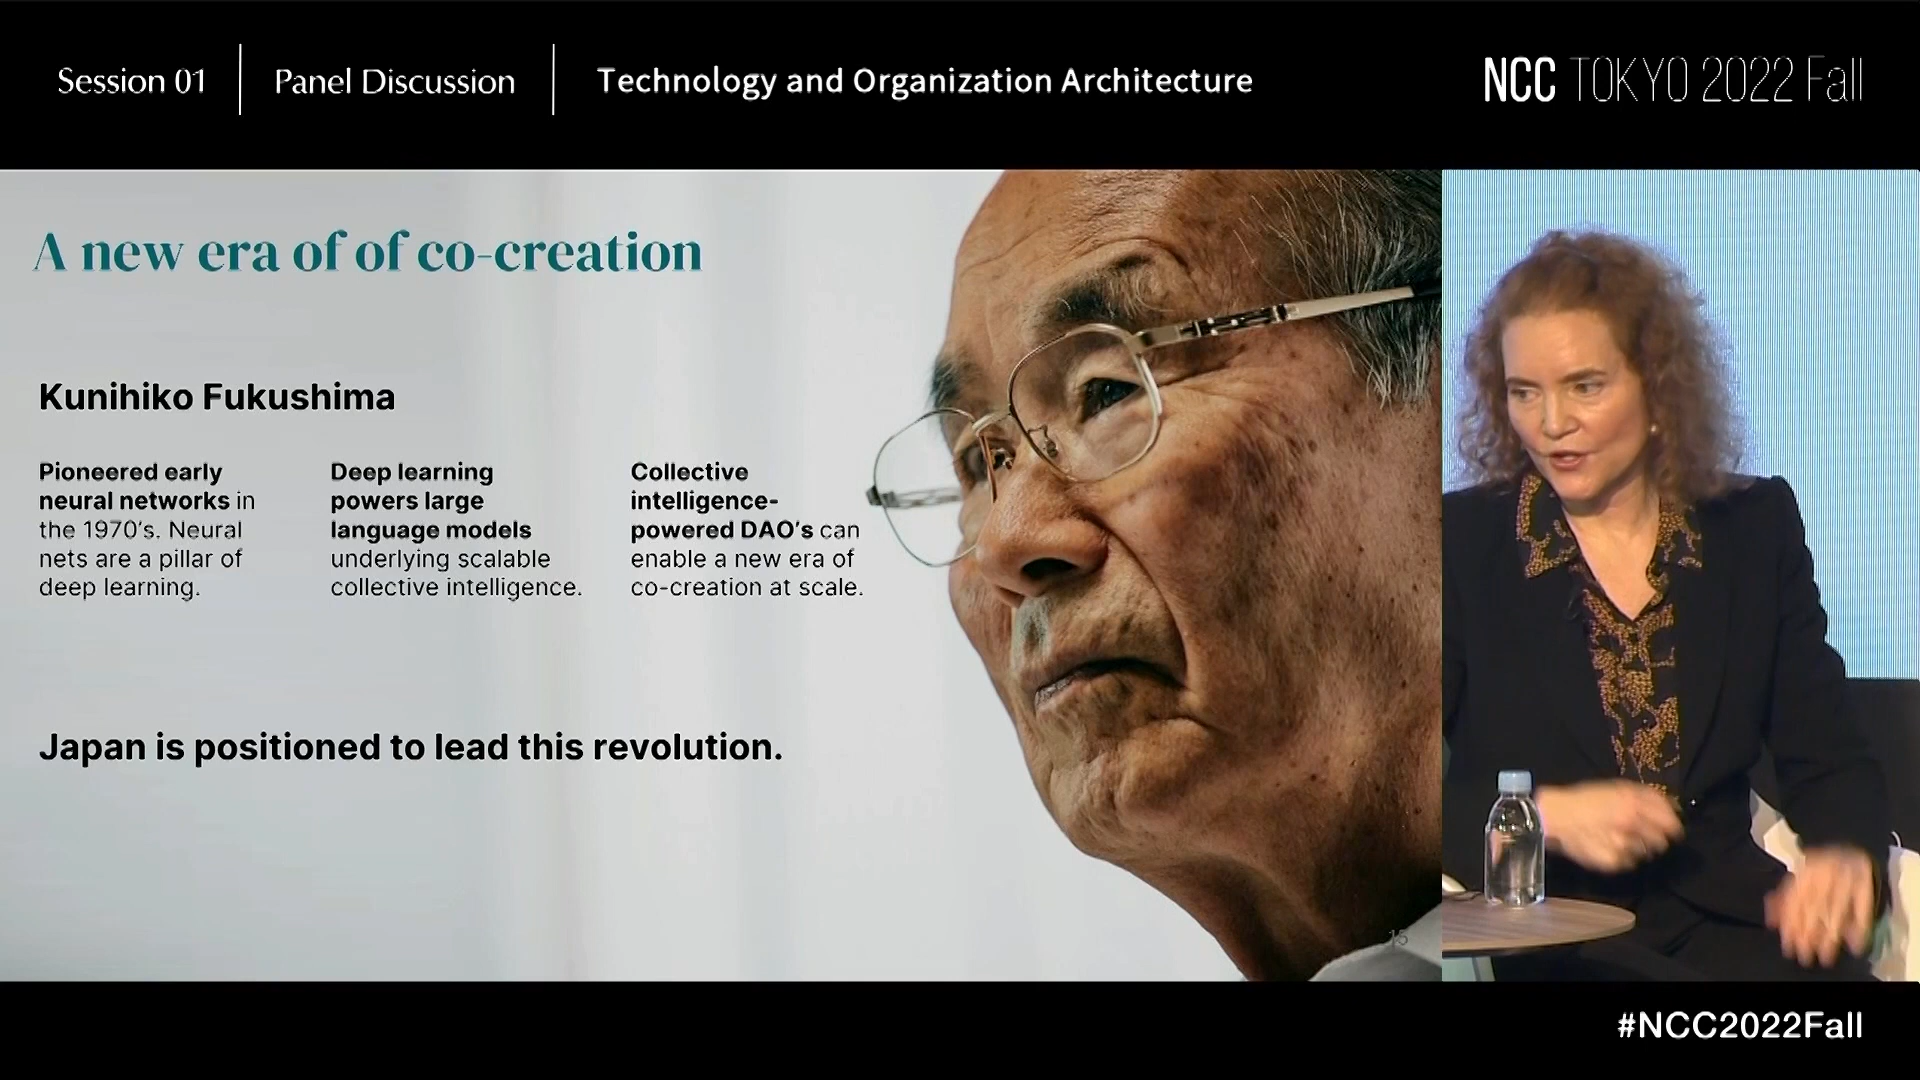 Session 01
Panel Discussion
Technology and Organization Architecture
NCC TOKYO 2022 Fall
A new era of of co-creation
Kunihiko Fukushima
Pioneered early
neural networks in
the 1970's. Neural
nets are a pillar of
deep learning.
Deep learning
powers large
language models
underlying scalable
collective intelligence.
Collective
intelligence-
powered DAO's can
enable a new era of
co-creation at scale.
Japan is positioned to lead this revolution.
15
#NCC2022Fall